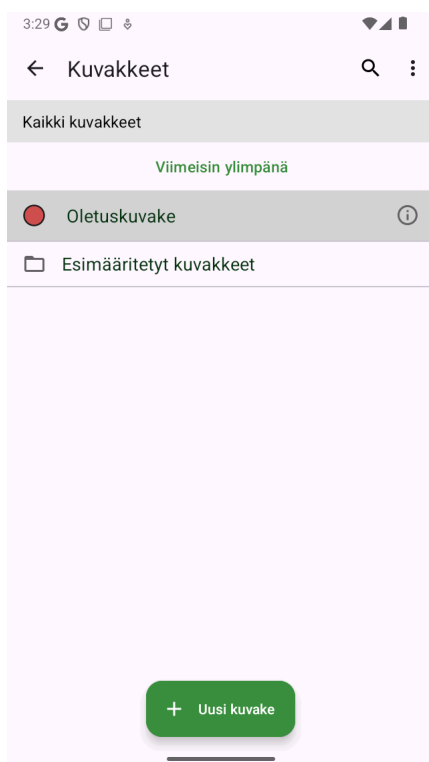 3:29
Kuvakkeet
Kaikki kuvakkeet
Viimeisin ylimpänä
Oletuskuvake
Esimääritetyt kuvakkeet
Uusi kuvake